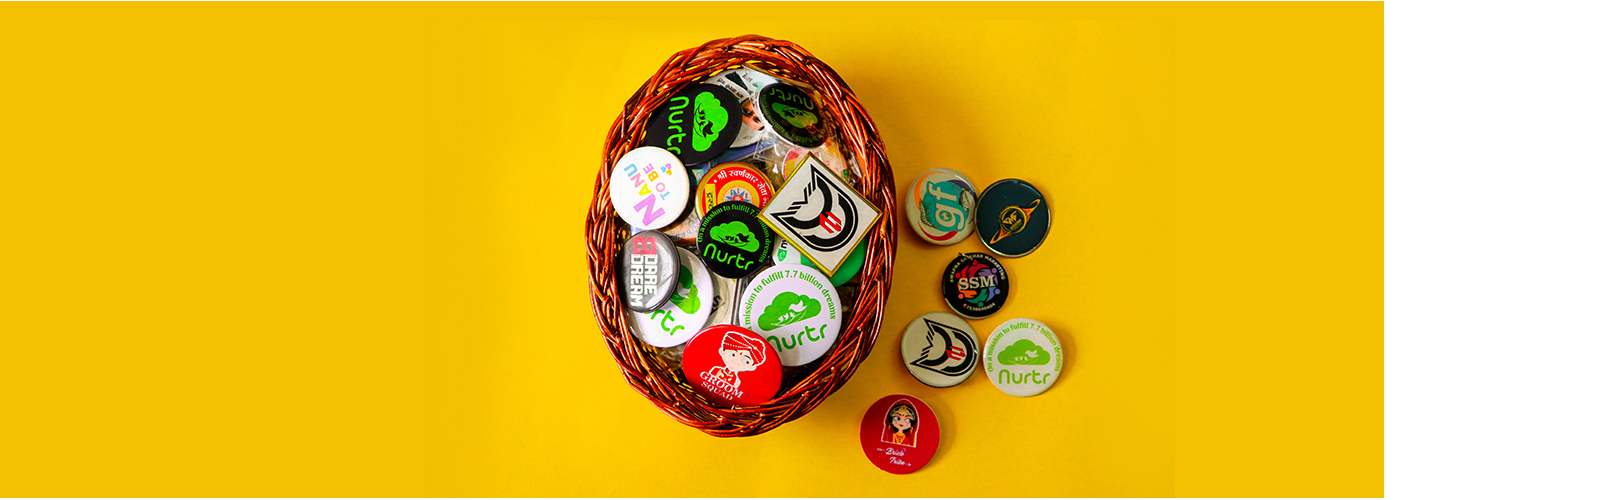 Nurtr
Nurtr
NANU
TO BE
श्री स्वर्णकार सेवा
on a mission to fulfill 7.7 billion dreams
Nurtr
DARE
DREAM
urtr
a mission to fulfill 7.7 billion dreams
Nurtr
GROOM
SQUAD
gf
SSM
on a mission to fulfill 7.7 billion dreams
Nurtr
Bride
Tribe